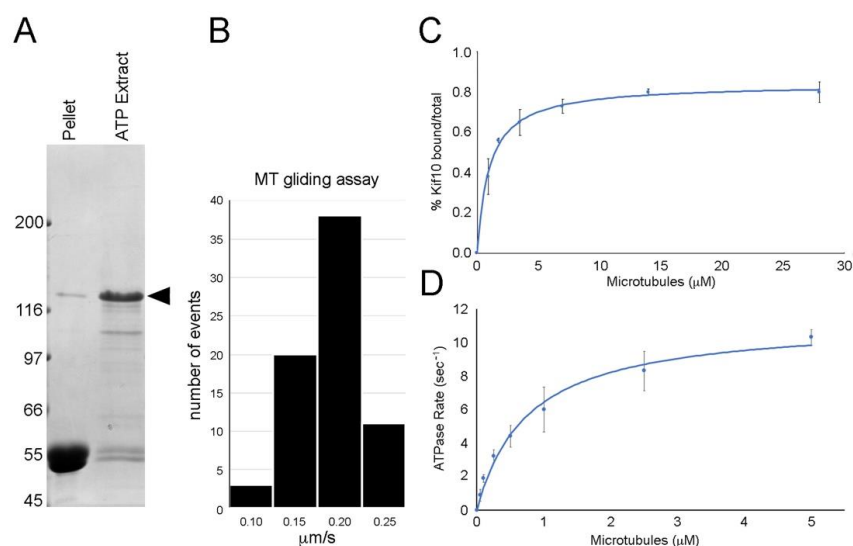 A
Pellet
ATP Extract
200
116
97
66
55
45
B
MT gliding assay
number of events
40
35
30
25
20
15
10
5
0
0.10 0.15 0.20 0.25
μm/s
C
% Kif10 bound/total
1.0
0.8
0.6
0.4
0.2
0.0
0 5 10 15 20 25 30
Microtubules (μM)
D
ATPase Rate (sec⁻¹)
12
10
8
6
4
2
0
0 1 2 3 4 5
Microtubules (μM)